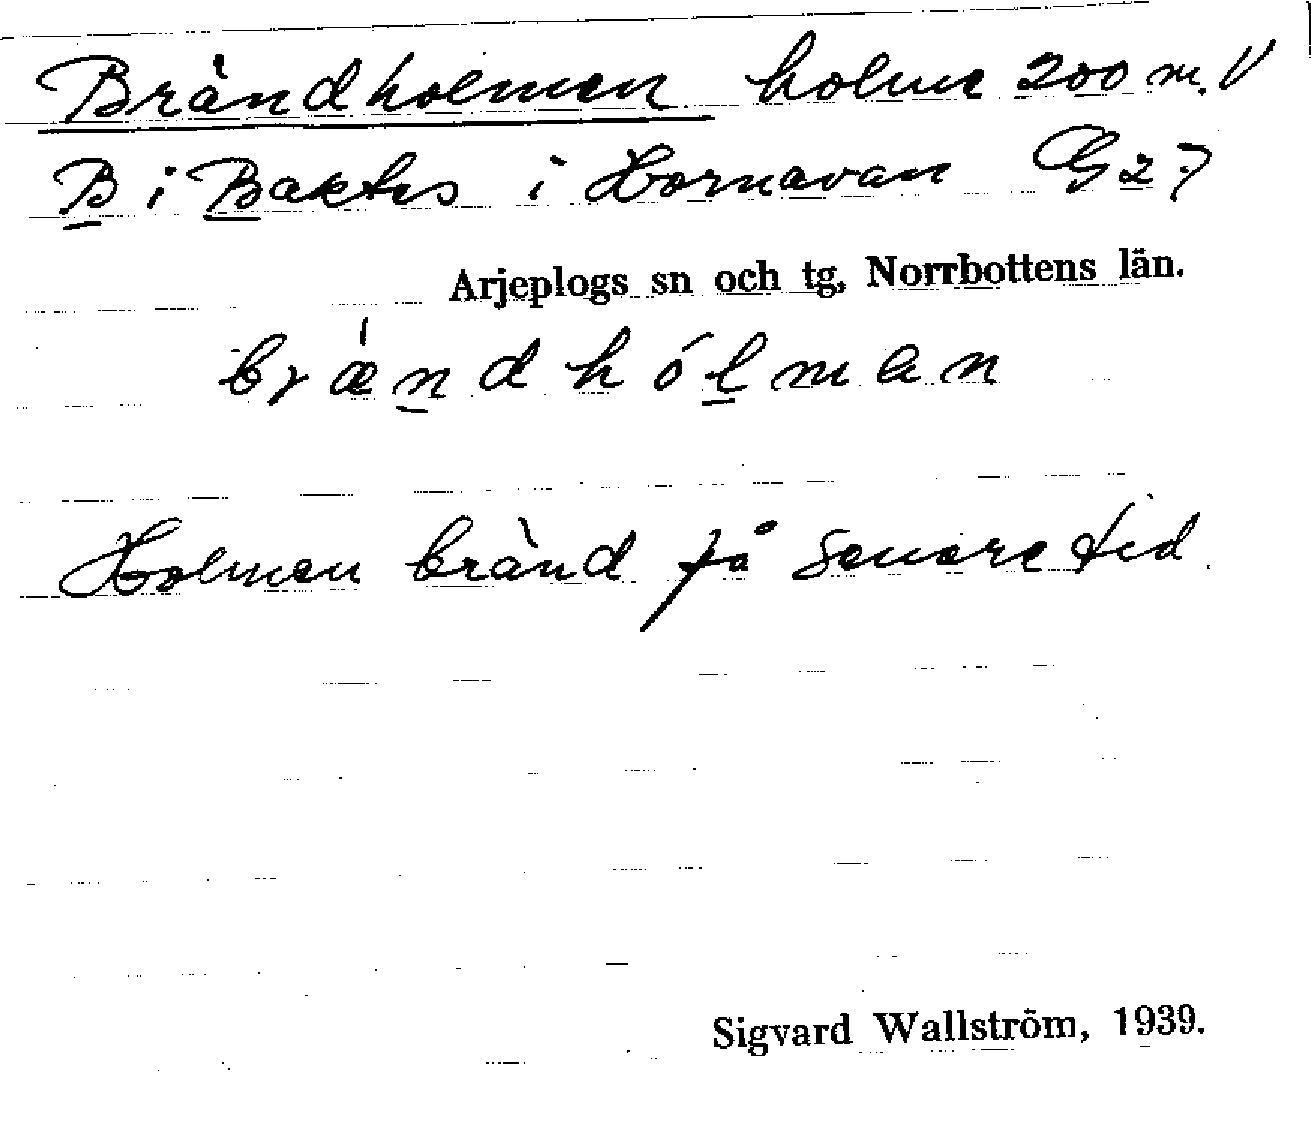 Brändholmen holme 200 m. V
B i Baktes i Hornavan G 27
Arjeplogs sn och tg, Norrbottens län.
brændhólman
Holmen bränd på senare tid.
Sigvard Wallström, 1939.